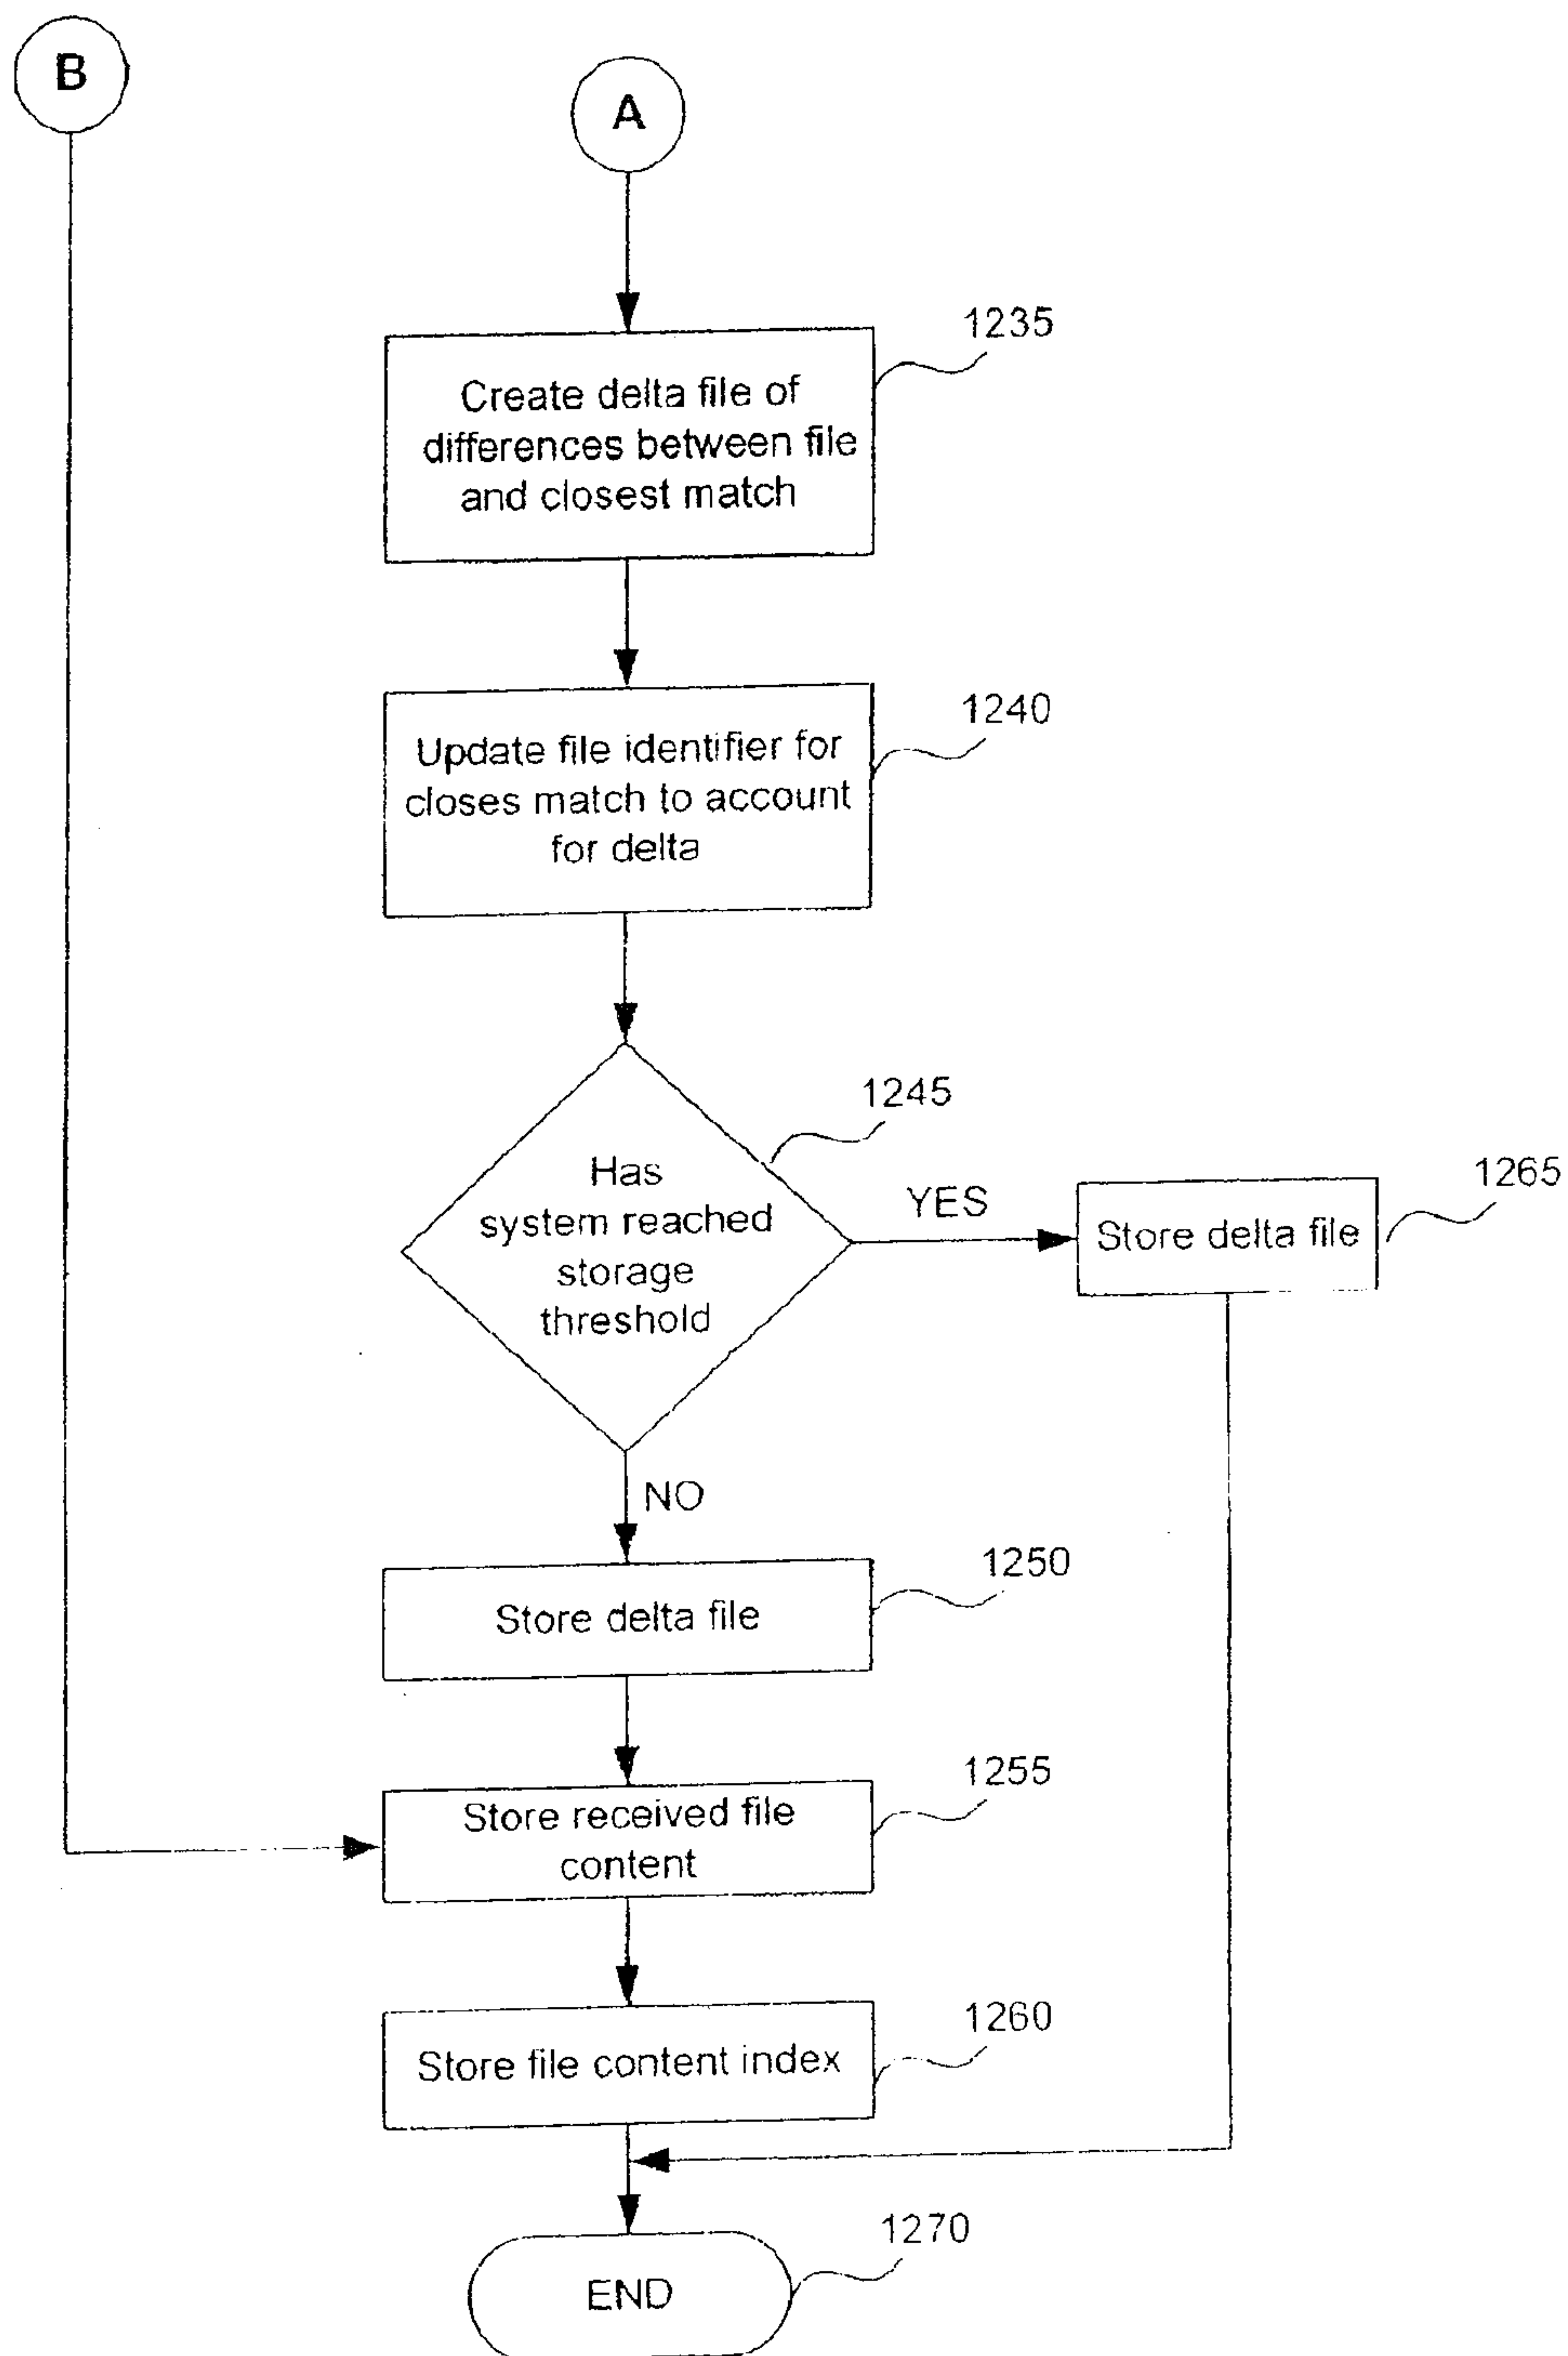 B
A
1235
Create delta file of
differences between file
and closest match
1240
Update file identifier for
closes match to account
for delta
1245
Has
system reached
storage
threshold
YES
1265
Store delta file
NO
1250
Store delta file
1255
Store received file
content
1260
Store file content index
1270
END